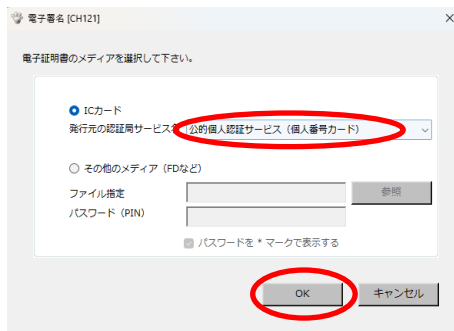 電子署名 [CH121]
電子証明書のメディアを選択して下さい。
ICカード
発行元の認証局サービス名 公的個人認証サービス（個人番号カード）
その他のメディア（FDなど）
ファイル指定 参照
パスワード（PIN）
パスワードを * マークで表示する
OK キャンセル